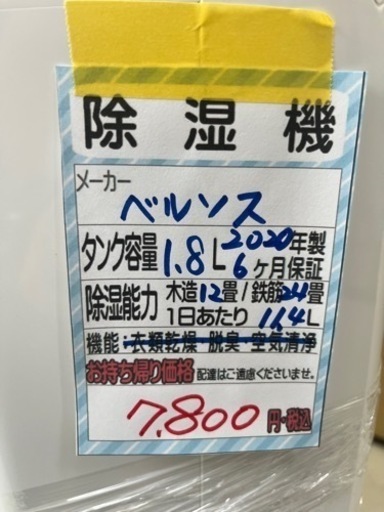 除湿機
メーカー
ベルソス
タンク容量 1.8L 2020年製
6ヶ月保証
除湿能力 木造12畳/鉄筋24畳
1日あたり 11.4L
機能：衣類乾燥・脱臭・空気清浄
お持ち帰り価格 配達はご遠慮くださいませ。
7,800円・税込